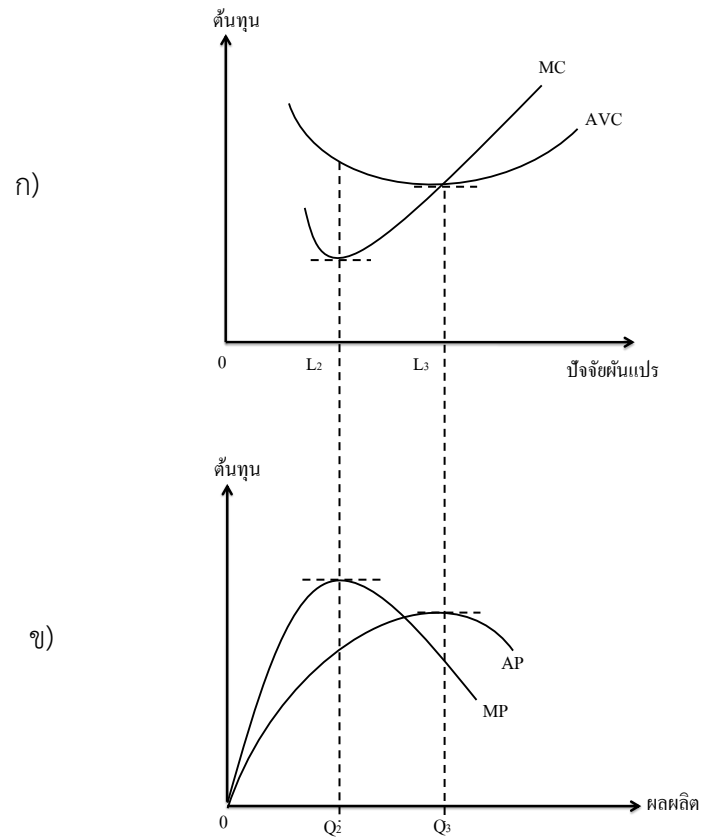 ต้นทุน
MC
AVC
ก)
0
L2
L3
ปัจจัยผันแปร
ต้นทุน
ข)
AP
MP
ผลผลิต
0
Q2
Q3